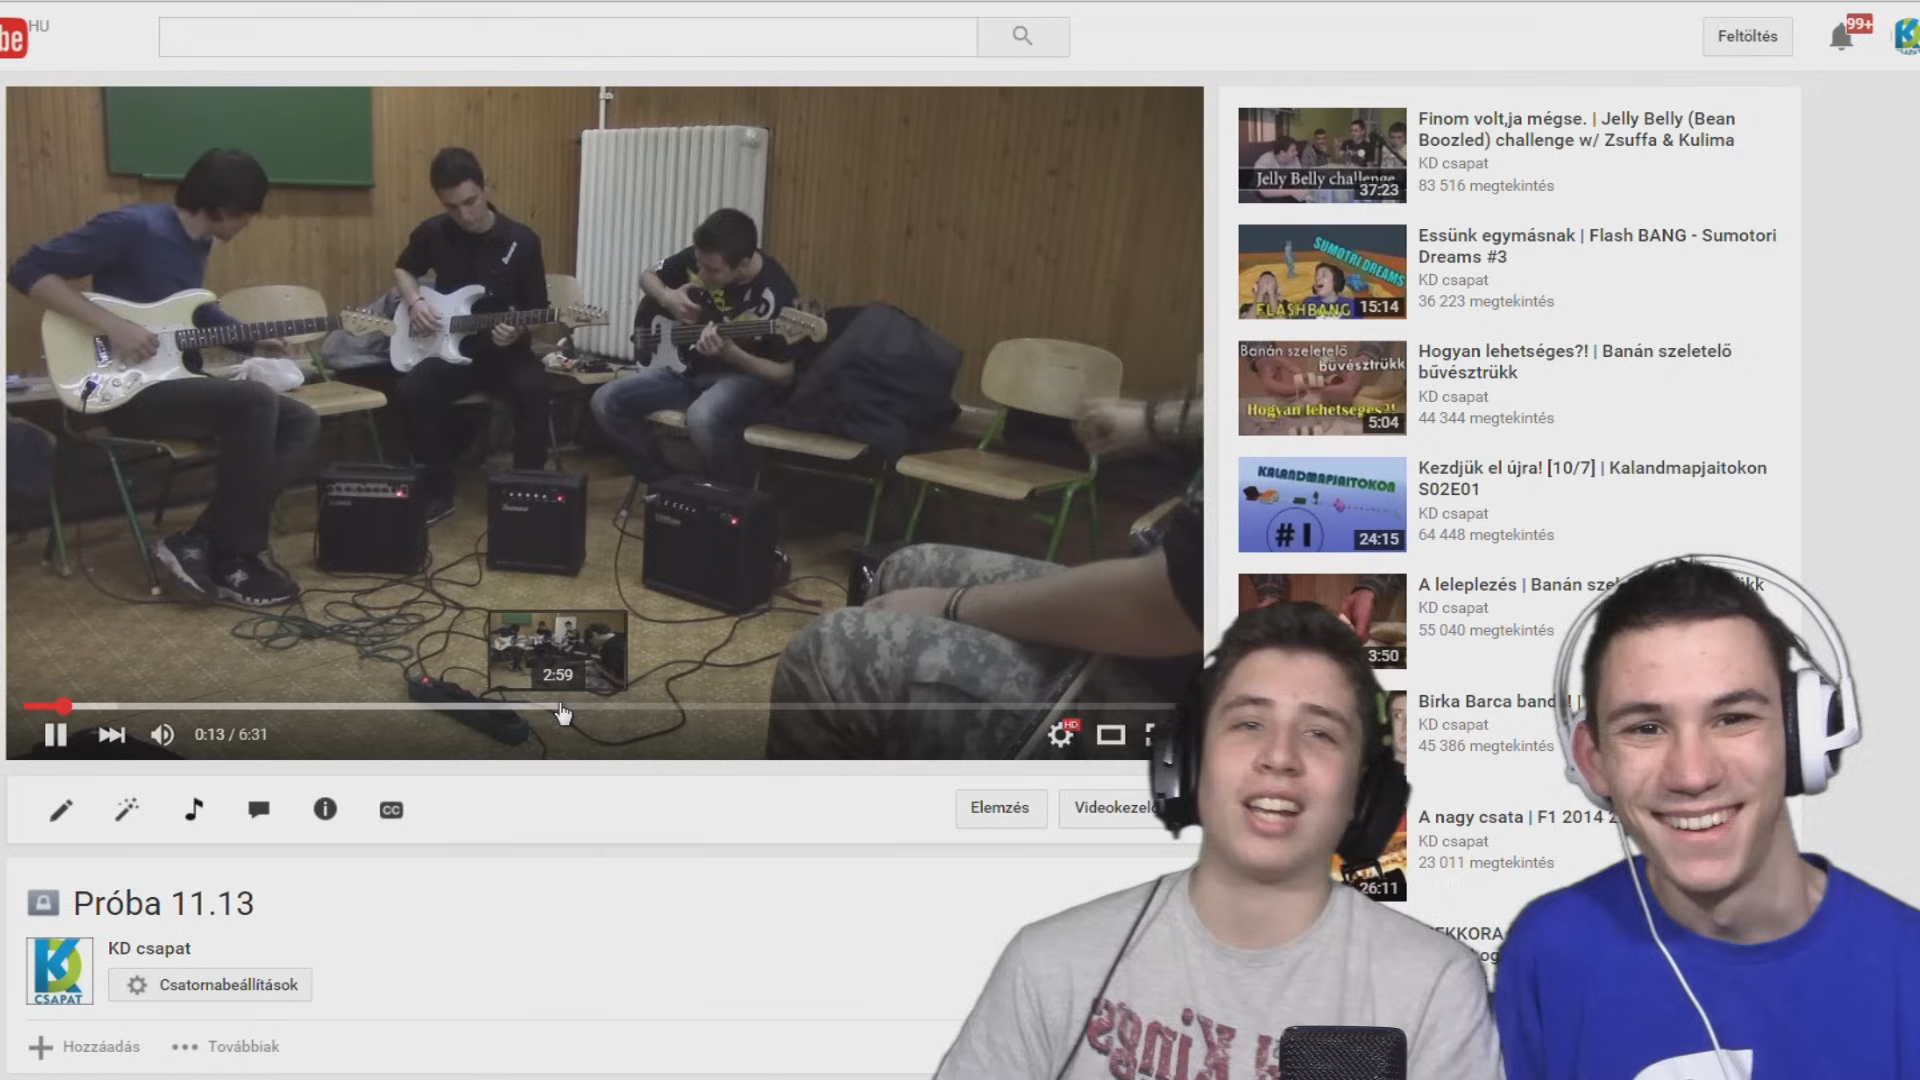 be HU
Feltöltés
99+
Finom volt,ja mégse. | Jelly Belly (Bean
Boozled) challenge w/ Zsuffa & Kulima
KD csapat
83 516 megtekintés
Jelly Belly challenge
37:23
Essünk egymásnak | Flash BANG - Sumotori
Dreams #3
KD csapat
36 223 megtekintés
SUMOTRI DREAMS
FLASHBANG 15:14
Hogyan lehetséges?! | Banán szeletelő
bűvésztrükk
KD csapat
44 344 megtekintés
Banán szeletelő
bűvésztrükk
Hogyan lehetséges?!
5:04
Kezdjük el újra! [10/7] | Kalandmapjaitokon
S02E01
KD csapat
64 448 megtekintés
KALANDMAPJAITOKON
#1
24:15
A leleplezés | Banán
KD csapat
55 040 megtekintés
3:50
Birka Barca
KD csapat
45 386 megtekintés
A nagy csata | F1 2014
KD csapat
23 011 megtekintés
26:11
2:59
0:13 / 6:31
HD
CC
Elemzés
Próba 11.13
KD csapat
CSAPAT
Csatornabeállítások
Hozzáadás
Továbbiak
Kings